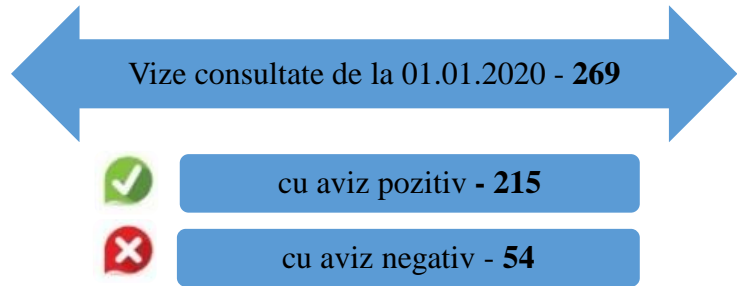 Vize consultate de la 01.01.2020 - 269
cu aviz pozitiv - 215
cu aviz negativ - 54